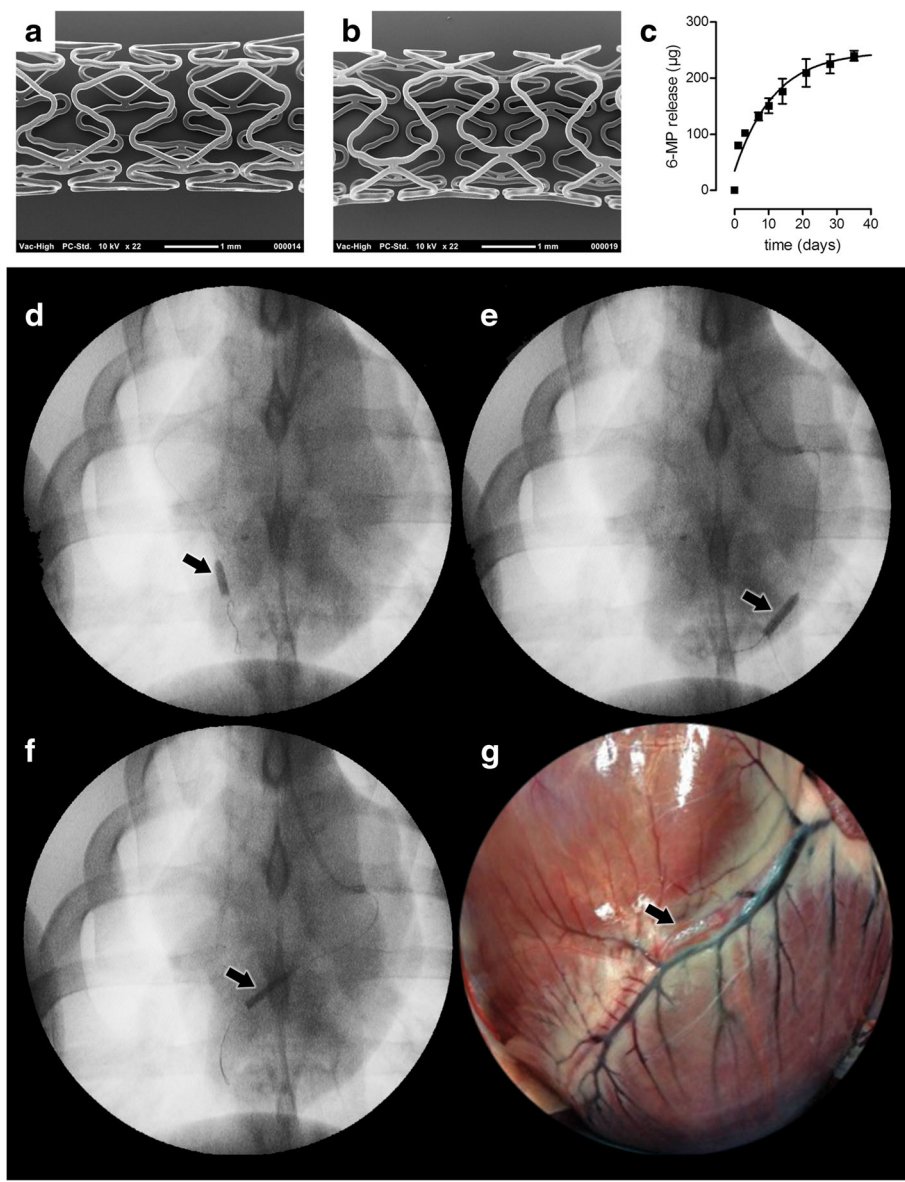 a
Vac-High PC-Std. 10 kV x 22 1 mm 000014
b
Vac-High PC-Std. 10 kV x 22 1 mm 000019
c
6-MP release (µg)
300
200
100
0
0 10 20 30 40
time (days)
d
e
f
g